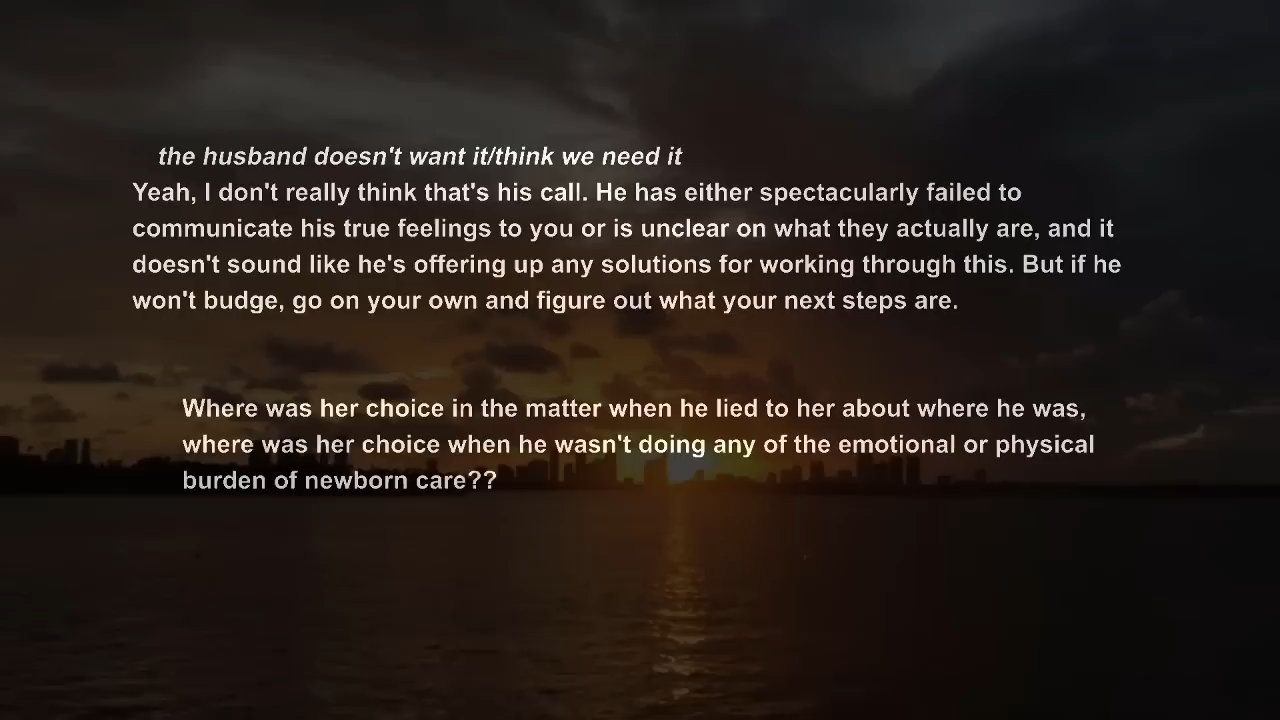 the husband doesn't want it/think we need it
Yeah, I don't really think that's his call. He has either spectacularly failed to
communicate his true feelings to you or is unclear on what they actually are, and it
doesn't sound like he's offering up any solutions for working through this. But if he
won't budge, go on your own and figure out what your next steps are.
Where was her choice in the matter when he lied to her about where he was,
where was her choice when he wasn't doing any of the emotional or physical
burden of newborn care??